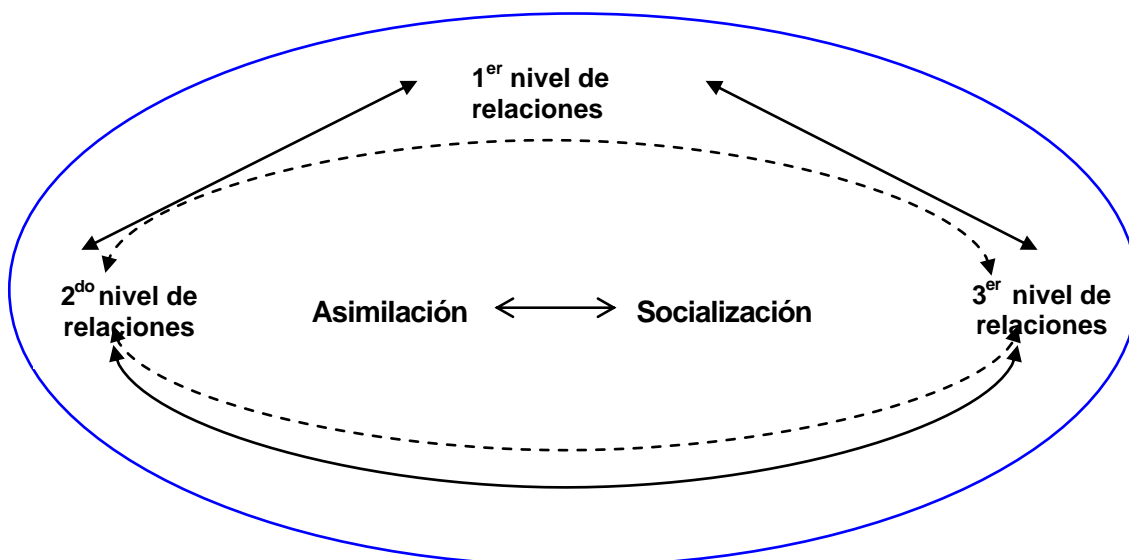 1er nivel de
relaciones
2do nivel de
relaciones
Asimilación
Socialización
3er nivel de
relaciones